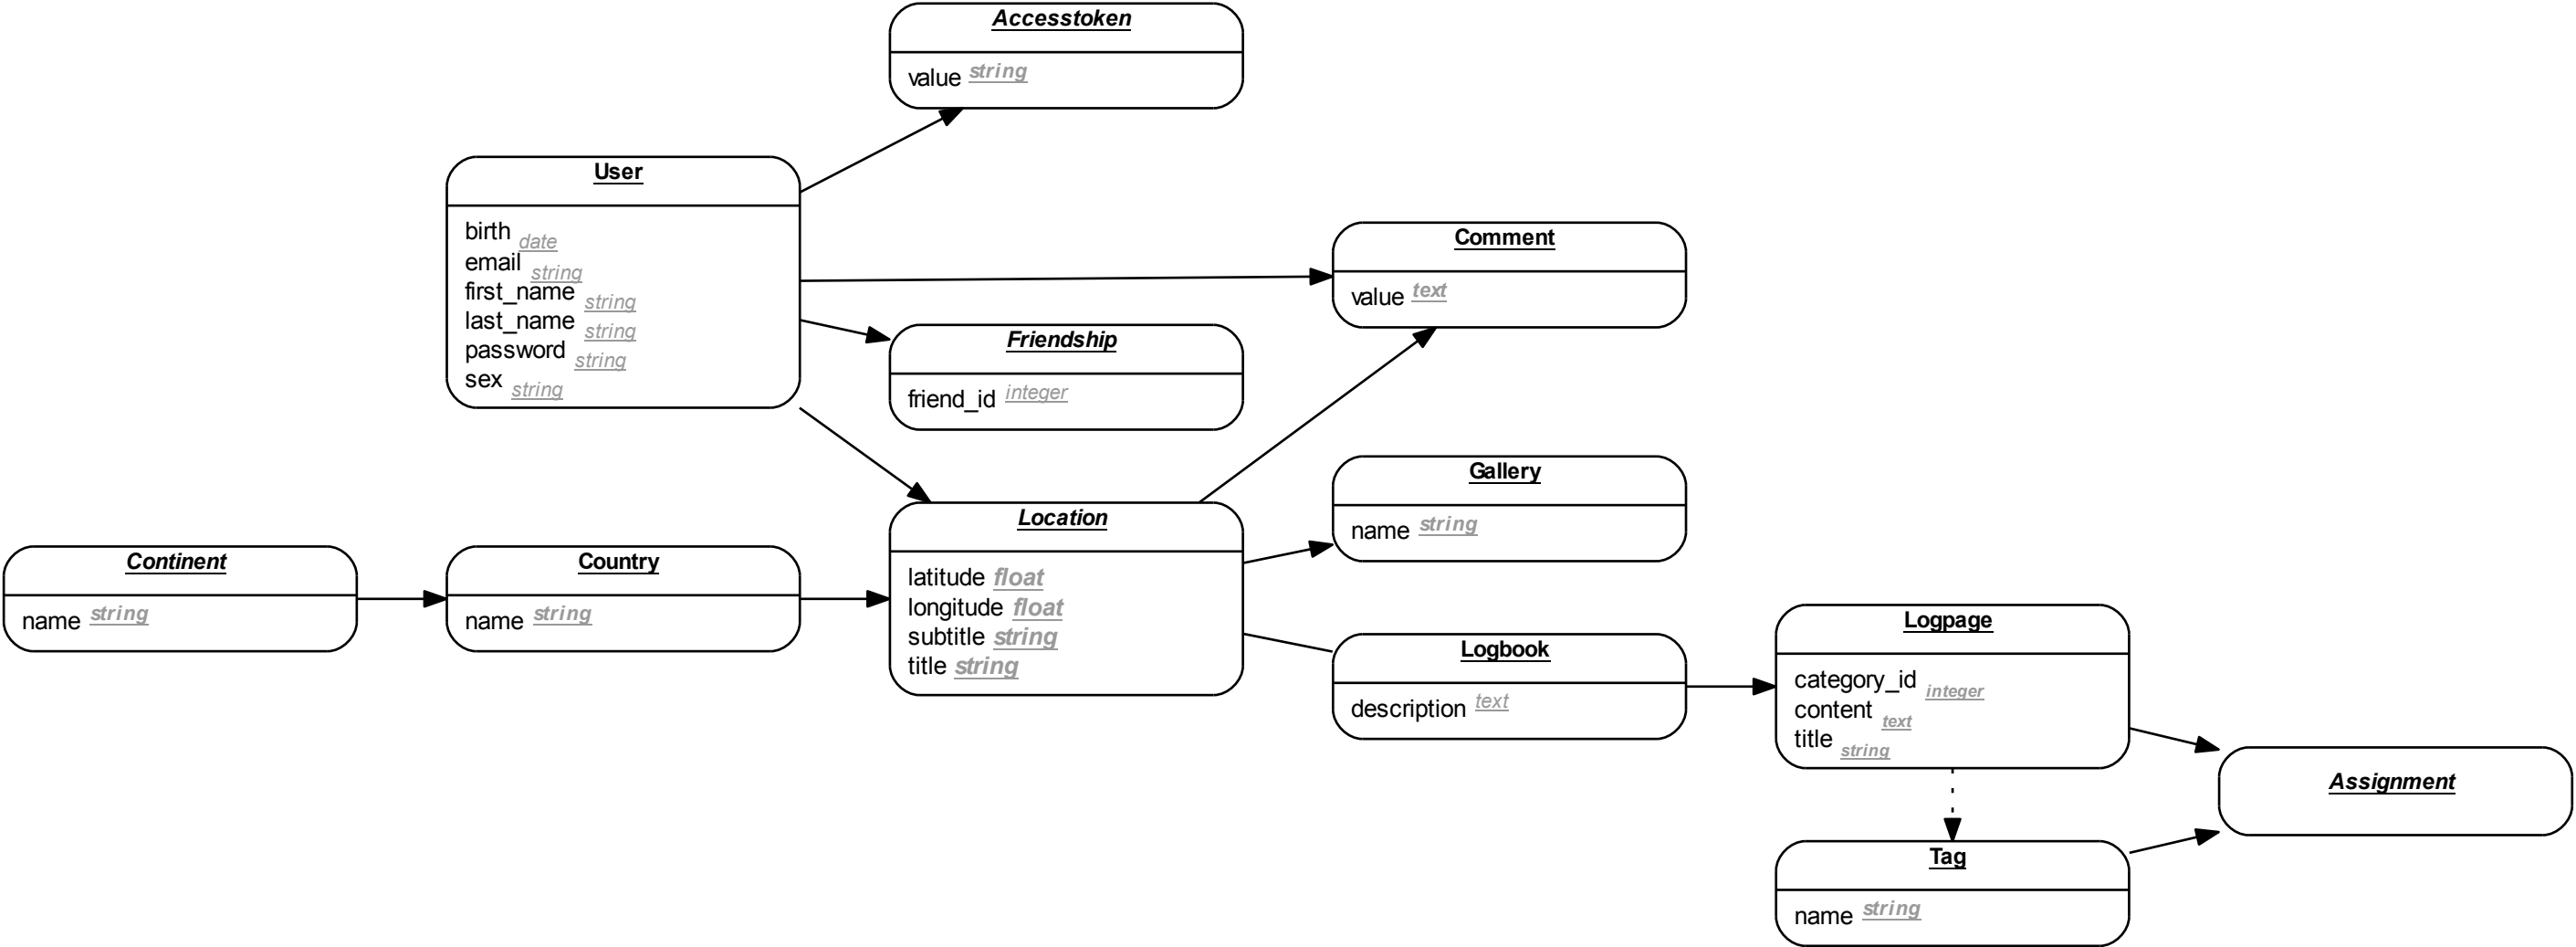 Accesstoken
value string
User
birth date
email string
first_name string
last_name string
password string
sex string
Comment
value text
Friendship
friend_id integer
Gallery
name string
Location
latitude float
longitude float
subtitle string
title string
Continent
name string
Country
name string
Logbook
description text
Logpage
category_id integer
content text
title string
Assignment
Tag
name string